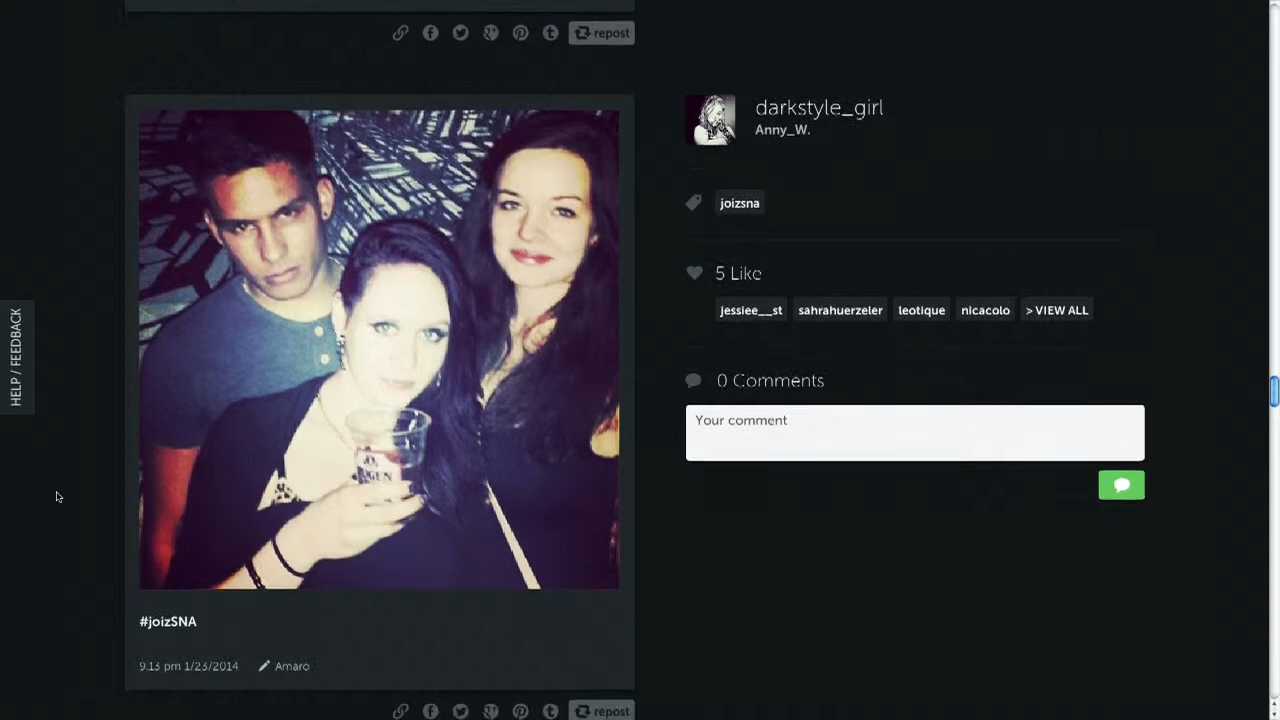 repost
darkstyle_girl
Anny_W.
joizsna
5 Like
jessiee__st sahrahuerzeler leotique nicacolo > VIEW ALL
HELP / FEEDBACK
0 Comments
Your comment
#joizSNA
9.13 pm 1/23/2014 Amaro
repost